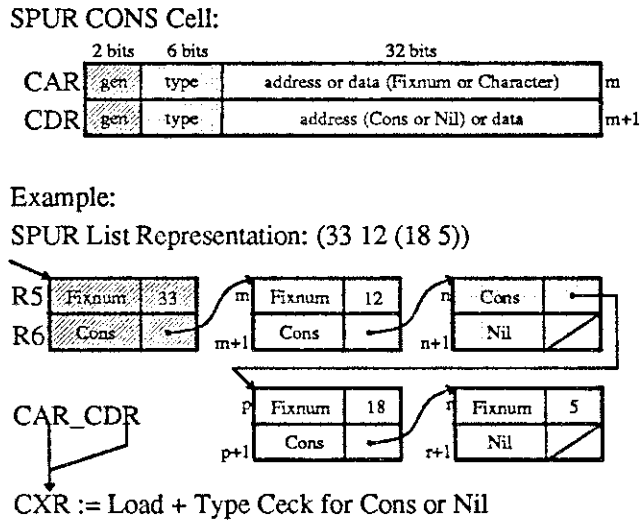 SPUR CONS Cell:
2 bits 6 bits 32 bits
CAR gen type address or data (Fixnum or Character) m
CDR gen type address (Cons or Nil) or data m+1
Example:
SPUR List Representation: (33 12 (18 5))
R5 Fixnum 33 m Fixnum 12 n Cons
R6 Cons m+1 Cons n+1 Nil
p Fixnum 18 r Fixnum 5
p+1 Cons r+1 Nil
CAR_CDR
CXR := Load + Type Ceck for Cons or Nil